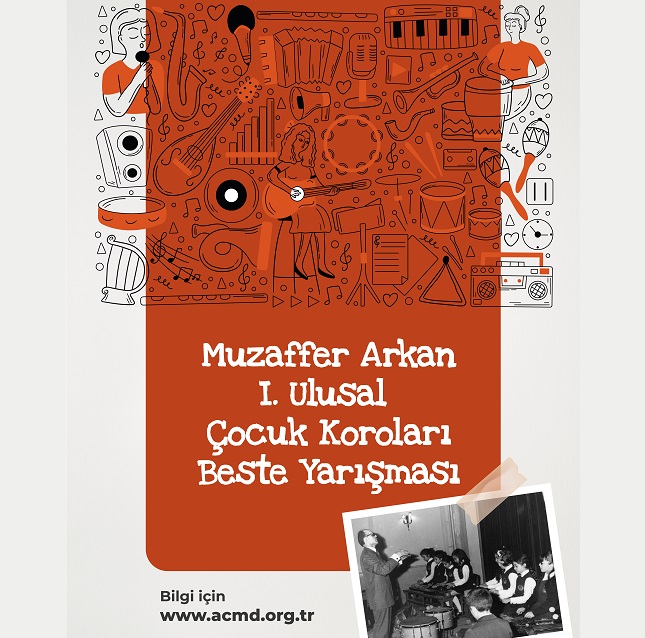 Muzaffer Arkan
I. Ulusal
Çocuk Koroları
Beste Yarışması
Bilgi için
www.acmd.org.tr